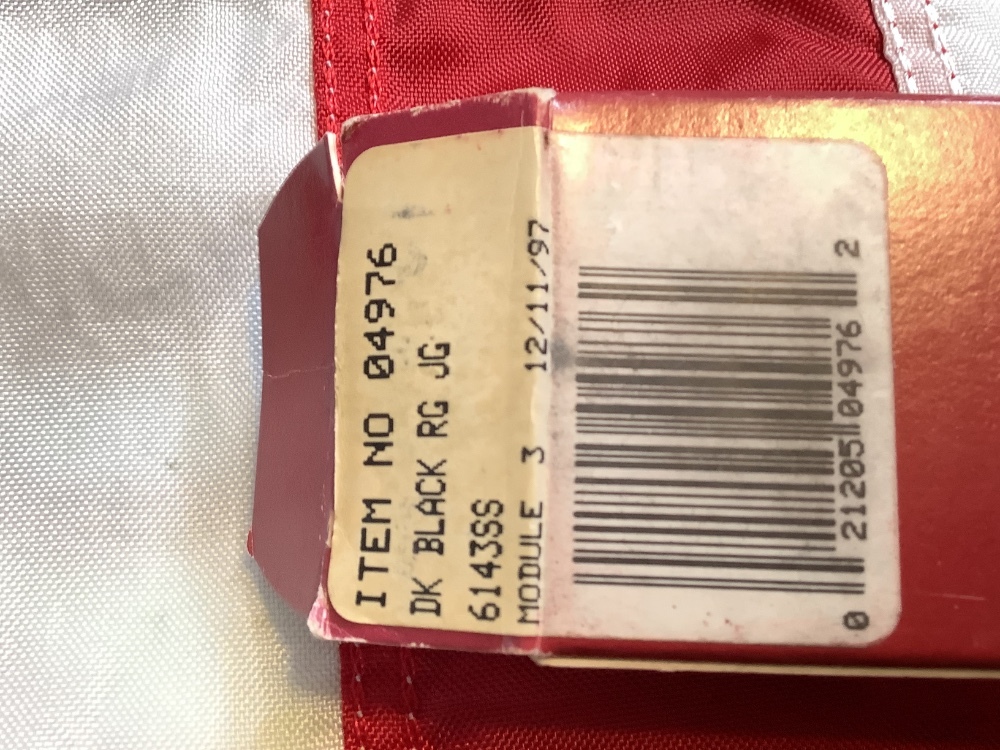 ITEM NO 04976
DK BLACK RG JG
6143SS
MODULE 3 12/11/97
0 21205 04976 2